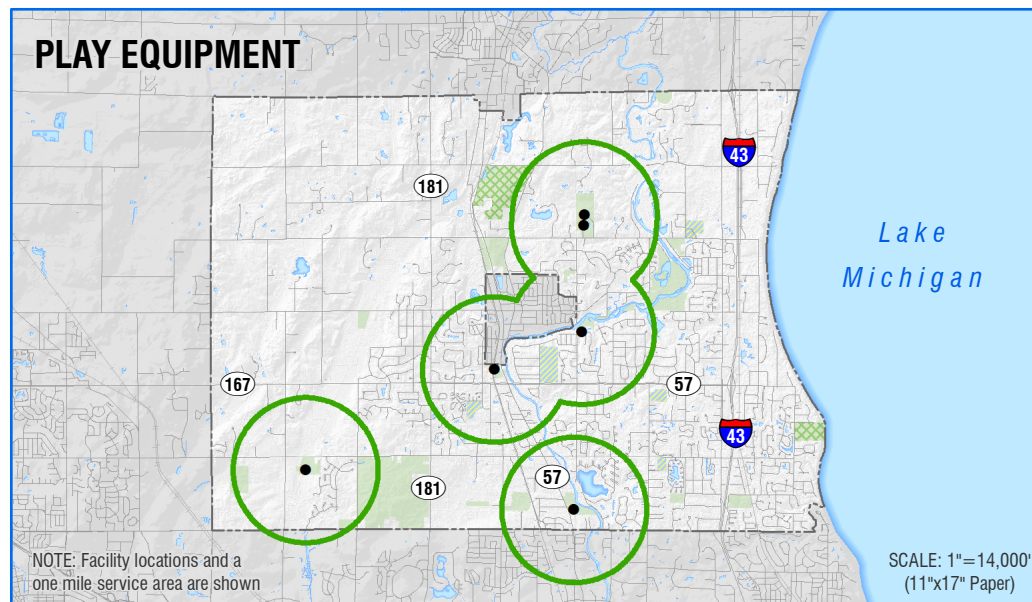 PLAY EQUIPMENT
43
181
Lake
Michigan
167
57
43
57
181
NOTE: Facility locations and a
one mile service area are shown
SCALE: 1"=14,000'
(11"x17" Paper)